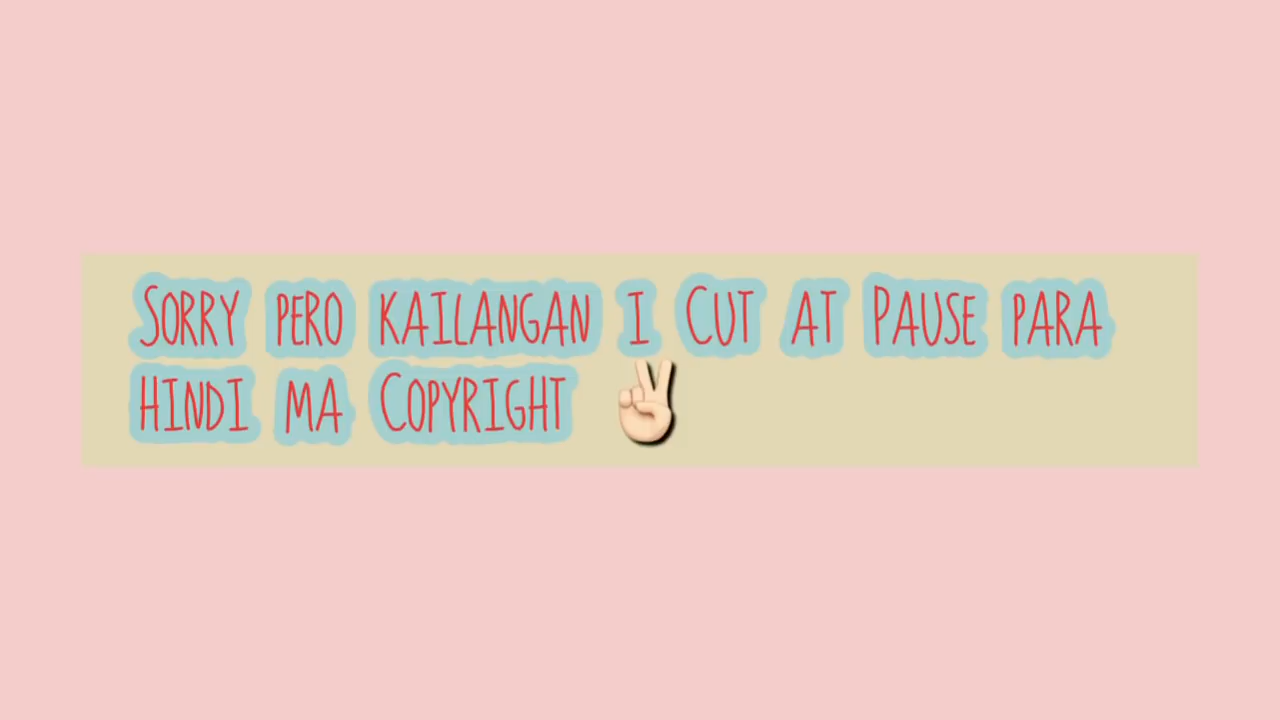 Sorry pero kailangan i Cut at Pause para
hindi ma Copyright ✌🏻